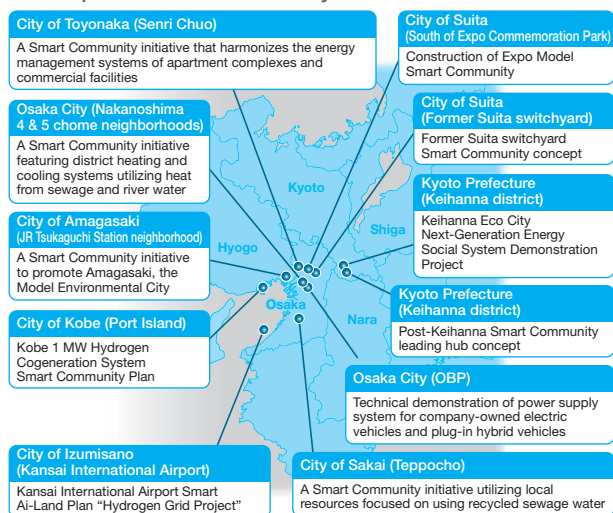 City of Toyonaka (Senri Chuo)
A Smart Community initiative that harmonizes the energy
management systems of apartment complexes and
commercial facilities
City of Suita
(South of Expo Commemoration Park)
Construction of Expo Model
Smart Community
Osaka City (Nakanoshima
4 & 5 chome neighborhoods)
A Smart Community initiative
featuring district heating and
cooling systems utilizing heat
from sewage and river water
City of Suita
(Former Suita switchyard)
Former Suita switchyard
Smart Community concept
Kyoto Prefecture
(Keihanna district)
Keihanna Eco City
Next-Generation Energy
Social System Demonstration
Project
City of Amagasaki
(JR Tsukaguchi Station neighborhood)
A Smart Community initiative
to promote Amagasaki, the
Model Environmental City
Kyoto Prefecture
(Keihanna district)
Post-Keihanna Smart Community
leading hub concept
City of Kobe (Port Island)
Kobe 1 MW Hydrogen
Cogeneration System
Smart Community Plan
Osaka City (OBP)
Technical demonstration of power supply
system for company-owned electric
vehicles and plug-in hybrid vehicles
City of Izumisano
(Kansai International Airport)
Kansai International Airport Smart
Ai-Land Plan “Hydrogen Grid Project”
City of Sakai (Teppocho)
A Smart Community initiative utilizing local
resources focused on using recycled sewage water
Kyoto
Shiga
Hyogo
Osaka
Nara